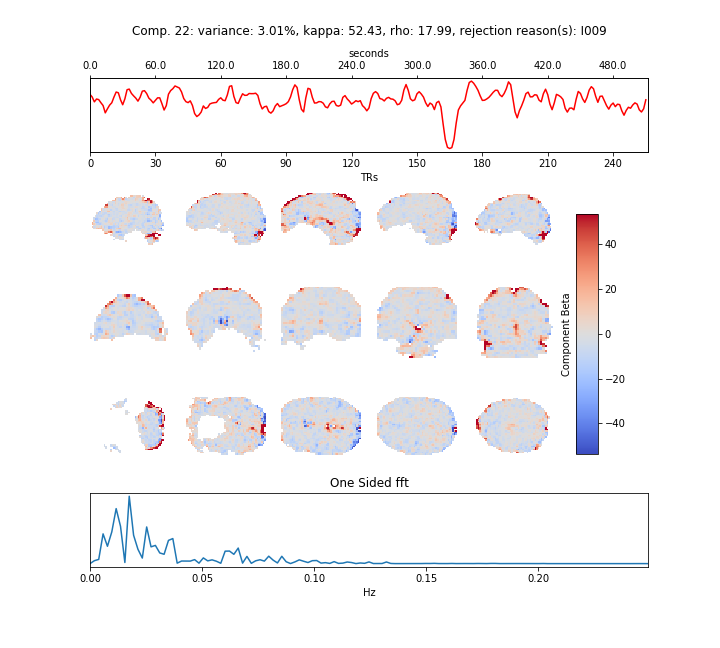 Comp. 22: variance: 3.01%, kappa: 52.43, rho: 17.99, rejection reason(s): I009
seconds
0.0 60.0 120.0 180.0 240.0 300.0 360.0 420.0 480.0
0 30 60 90 120 150 180 210 240
TRs
40
20
0
−20
−40
Component Beta
One Sided fft
0.00 0.05 0.10 0.15 0.20
Hz